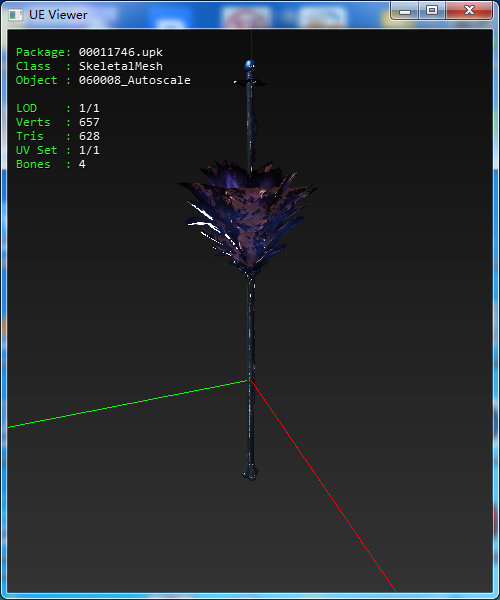 UE Viewer
Package: 00011746.upk
Class : SkeletalMesh
Object : 060008_Autoscale
LOD : 1/1
Verts : 657
Tris : 628
UV Set : 1/1
Bones : 4